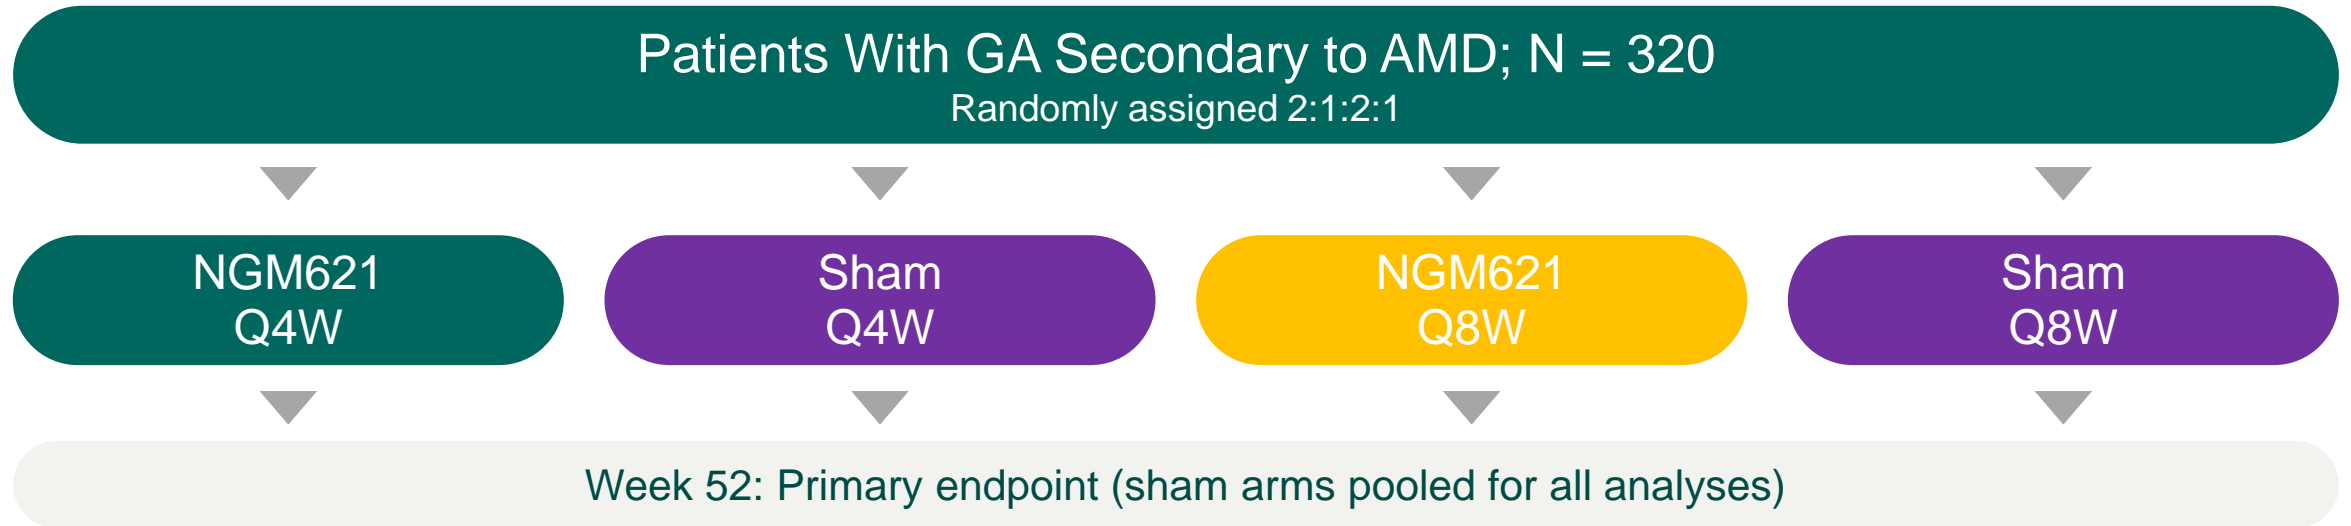 Patients With GA Secondary to AMD; N = 320
Randomly assigned 2:1:2:1
NGM621
Q4W
Sham
Q4W
NGM621
Q8W
Sham
Q8W
Week 52: Primary endpoint (sham arms pooled for all analyses)